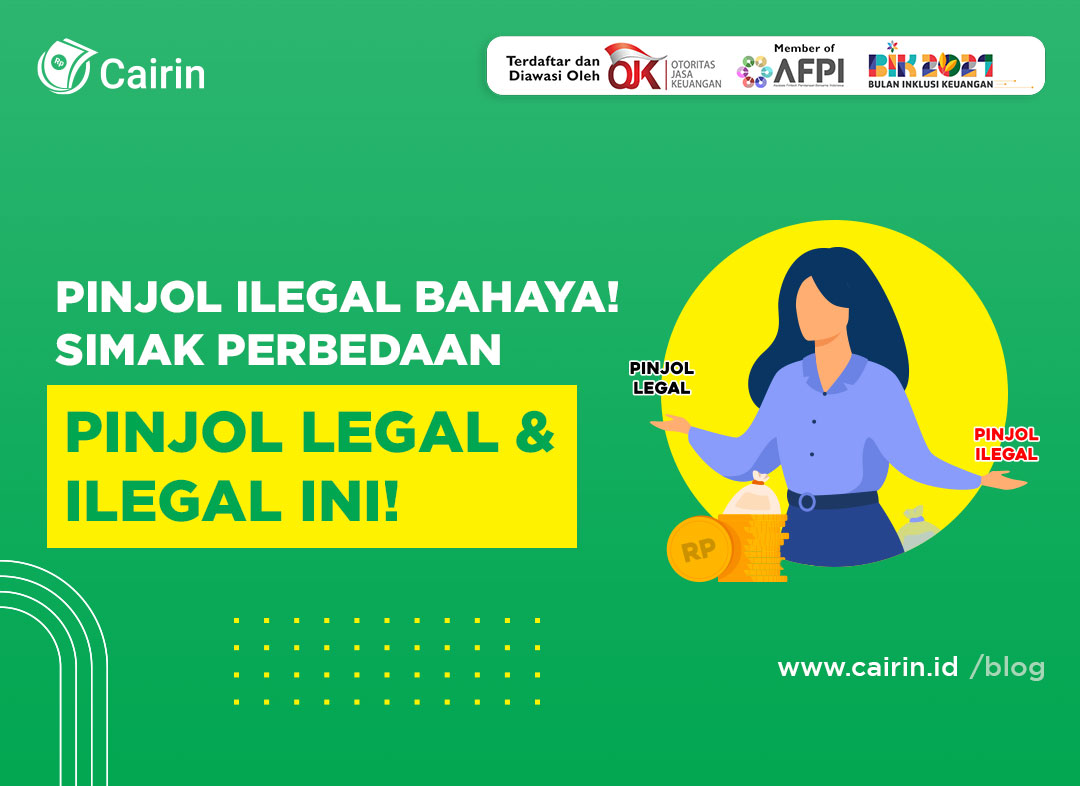 Cairin
Terdaftar dan
Diawasi Oleh
OJK
OTORITAS
JASA
KEUANGAN
Member of
AFPI
BIK 2021
BULAN INKLUSI KEUANGAN
PINJOL ILEGAL BAHAYA!
SIMAK PERBEDAAN
PINJOL LEGAL &
ILEGAL INI!
PINJOL
LEGAL
PINJOL
ILEGAL
RP
www.cairin.id /blog